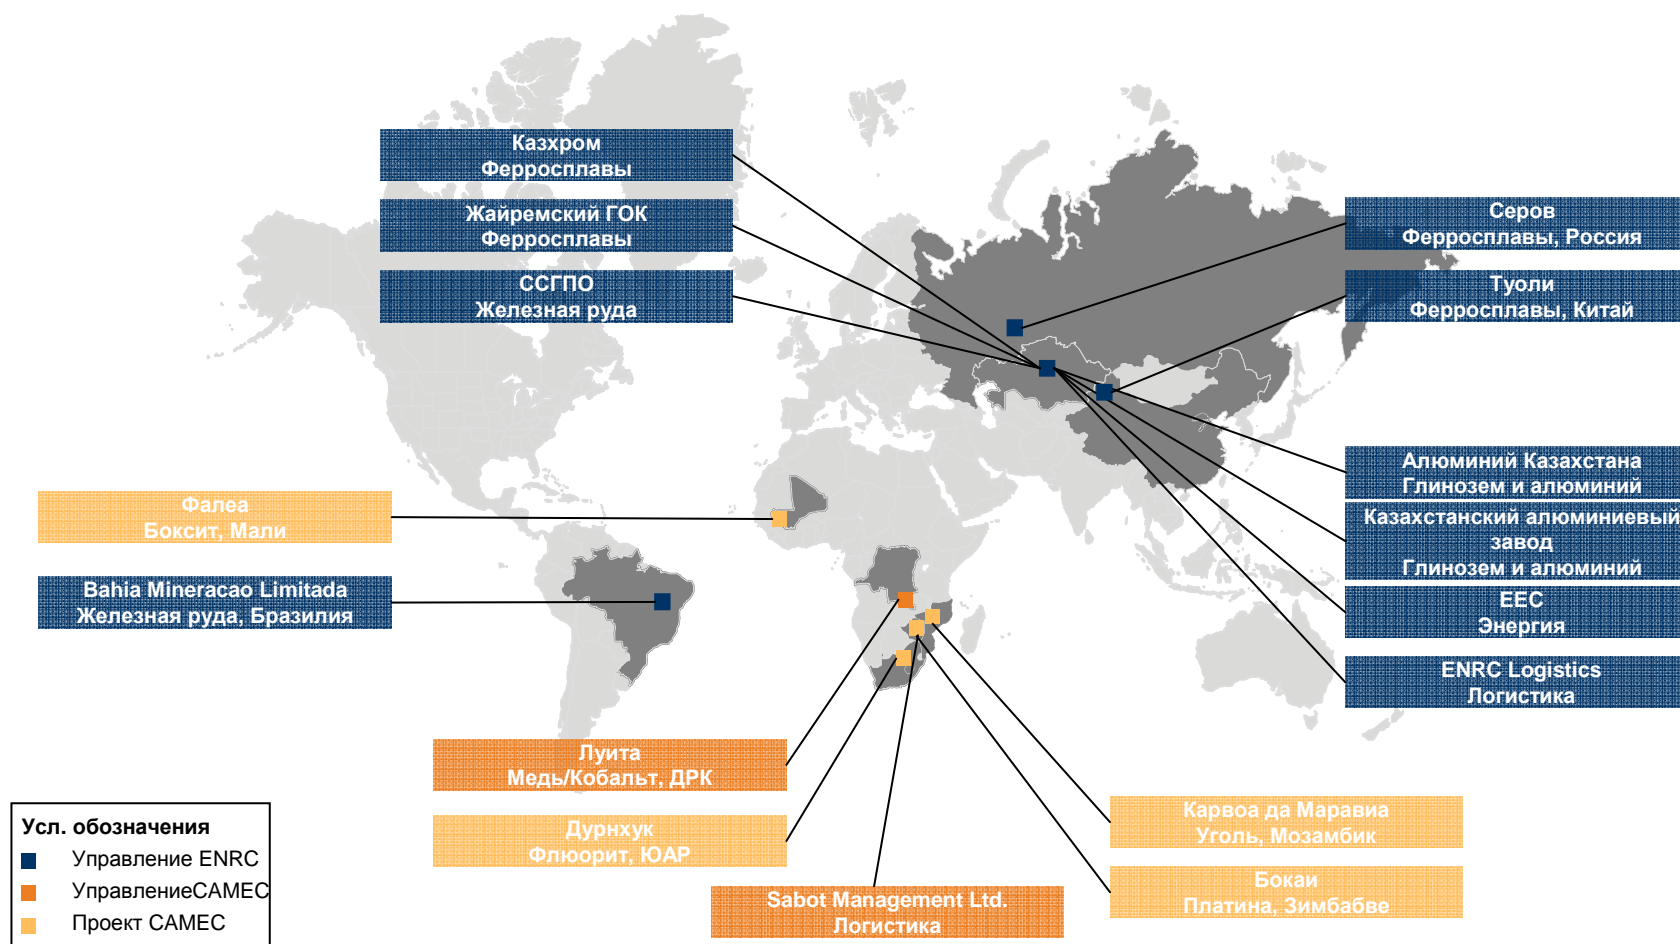 Казхром
Ферросплавы
Жайремский ГОК
Ферросплавы
ССГПО
Железная руда
Серов
Ферросплавы, Россия
Туоли
Ферросплавы, Китай
Алюминий Казахстана
Глинозем и алюминий
Казахстанский алюминиевый
завод
Глинозем и алюминий
ЕЕС
Энергия
ENRC Logistics
Логистика
Фалеа
Боксит, Мали
Bahia Mineracao Limitada
Железная руда, Бразилия
Луита
Медь/Кобальт, ДРК
Дурнхук
Флюорит, ЮАР
Sabot Management Ltd.
Логистика
Карвоа да Маравиа
Уголь, Мозамбик
Бокаи
Платина, Зимбабве
Усл. обозначения
Управление ENRC
УправлениеCAMEC
Проект CAMEC